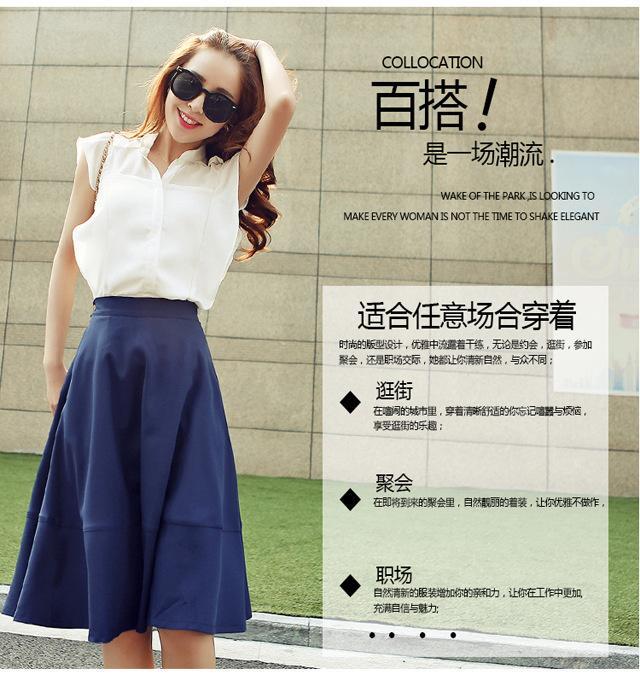 COLLOCATION
百搭!
是一场潮流.
WAKE OF THE PARK ,IS LOOKING TO
MAKE EVERY WOMAN IS NOT THE TIME TO SHAKE ELEGANT
适合任意场合穿着
时尚的版型设计，优雅中流露着干练，无论是约会，逛街，参加
聚会，还是职场交际，她都让你清新自然，与众不同；
逛街
在喧闹的城市里，穿着清晰舒适的你忘记喧嚣与烦恼，
享受逛街的乐趣；
聚会
在即将到来的聚会里，自然靓丽的着装，让你优雅不做作，
职场
自然清新的服装增加你的亲和力，让你在工作中更加,
充满自信与魅力;